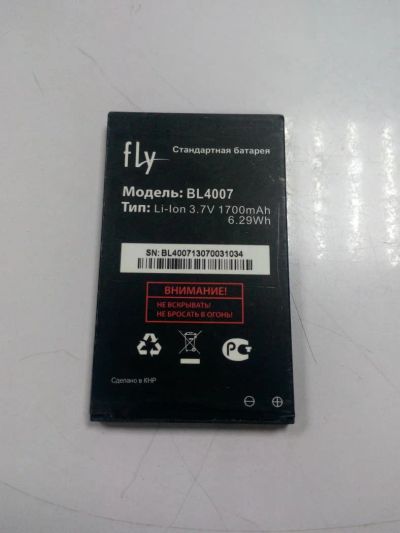 fly
Стандартная батарея
Модель: BL4007
Тип: Li-Ion 3.7V 1700mAh
6.29Wh
SN: BL400713070031034
ВНИМАНИЕ!
НЕ ВСКРЫВАТЬ!
НЕ БРОСАТЬ В ОГОНЬ!
Сделано в КНР